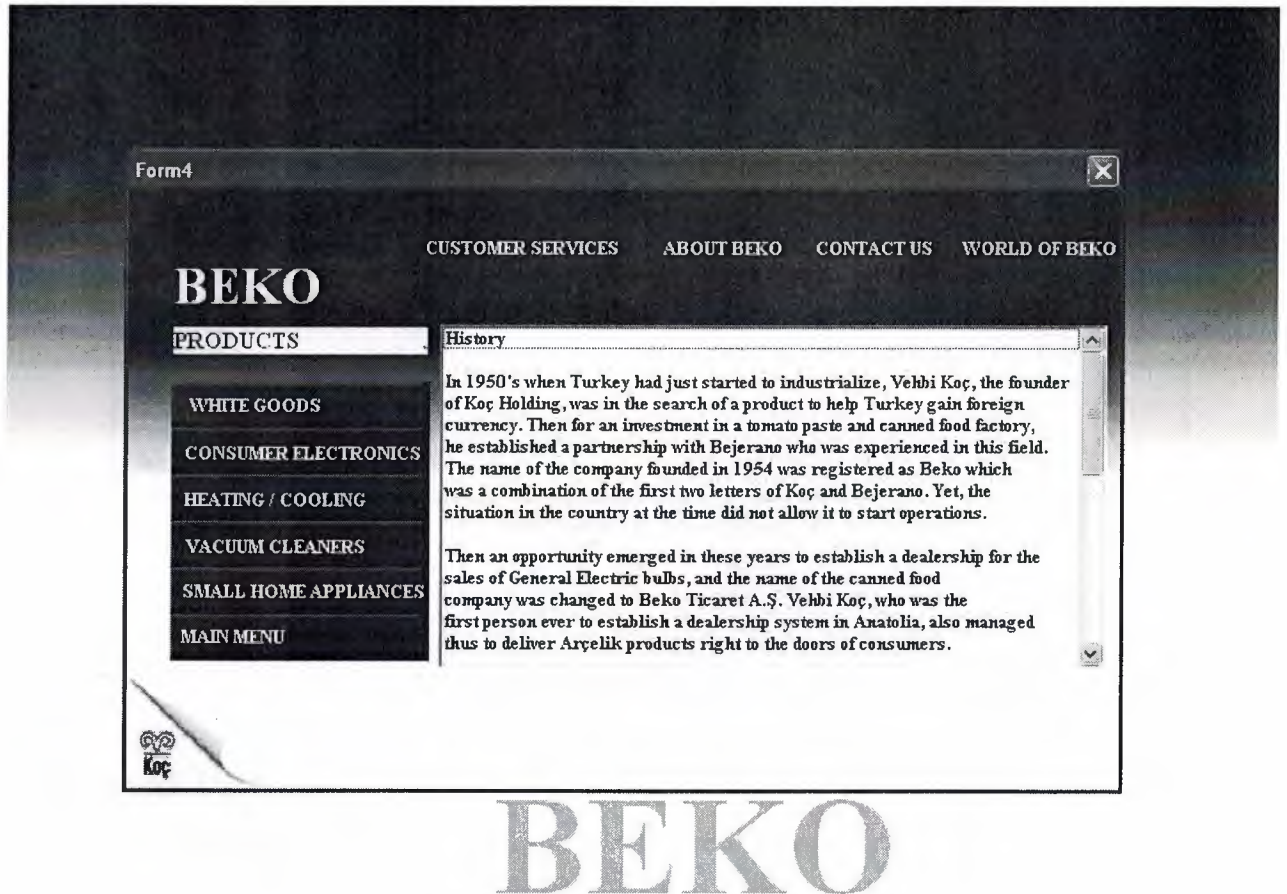 Form4
CUSTOMER SERVICES ABOUT BEKO CONTACT US WORLD OF BEKO
BEKO
PRODUCTS
WHITE GOODS
CONSUMER ELECTRONICS
HEATING / COOLING
VACUUM CLEANERS
SMALL HOME APPLIANCES
MAIN MENU
History
In 1950's when Turkey had just started to industrialize, Vehbi Koç, the founder
of Koç Holding, was in the search of a product to help Turkey gain foreign
currency. Then for an investment in a tomato paste and canned food factory,
he established a partnership with Bejerano who was experienced in this field.
The name of the company founded in 1954 was registered as Beko which
was a combination of the first two letters of Koç and Bejerano. Yet, the
situation in the country at the time did not allow it to start operations.
Then an opportunity emerged in these years to establish a dealership for the
sales of General Electric bulbs, and the name of the canned food
company was changed to Beko Ticaret A.Ş. Vehbi Koç, who was the
first person ever to establish a dealership system in Anatolia, also managed
thus to deliver Arçelik products right to the doors of consumers.
Koç
BEKO